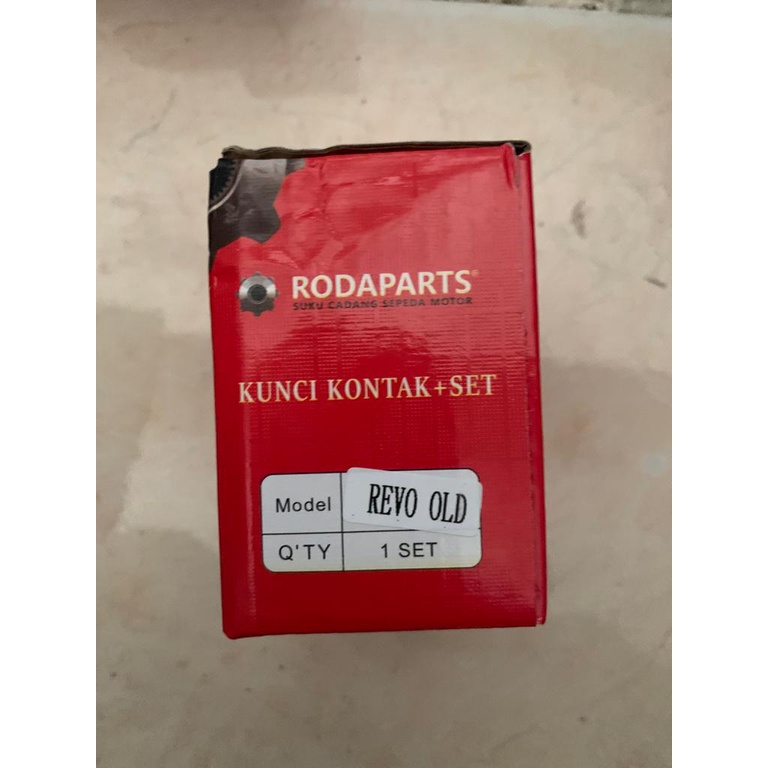 RODAPARTS®
SUKU CADANG SEPEDA MOTOR
KUNCI KONTAK+SET
Model REVO OLD
Q'TY 1 SET